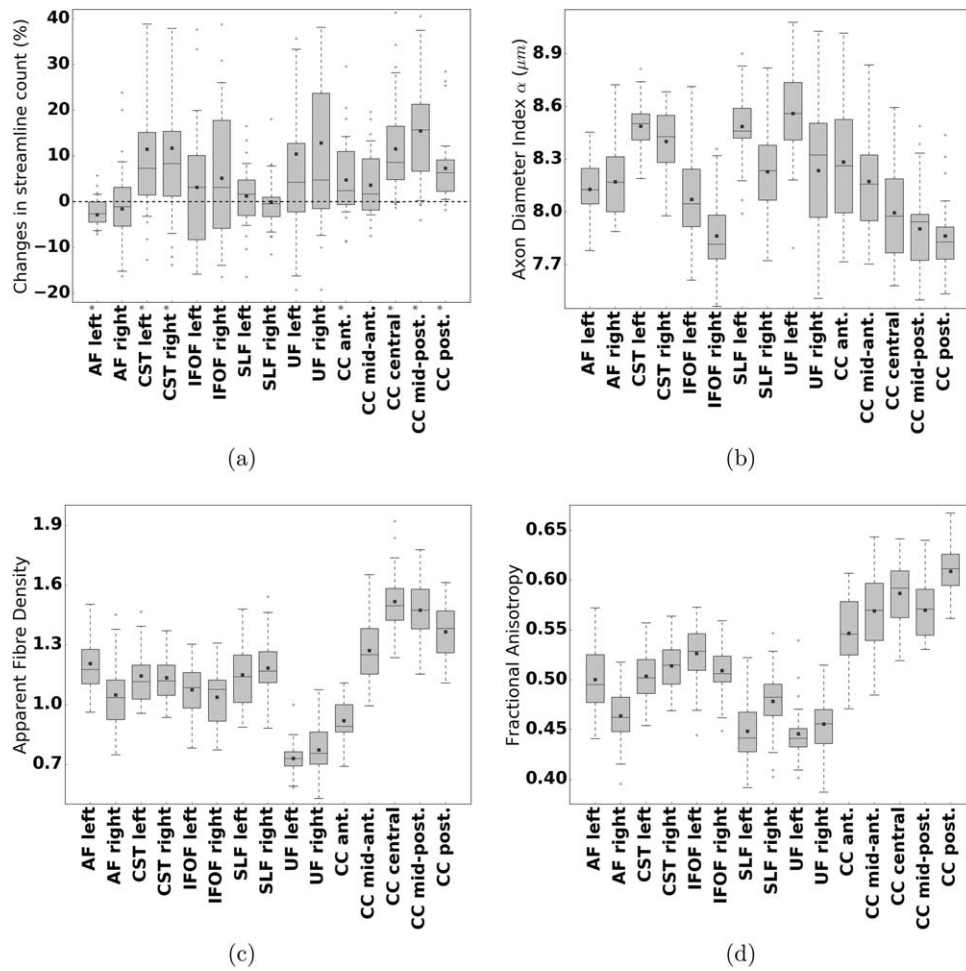 Changes in streamline count (%)
40
30
20
10
0
−10
−20
AF left*
AF right
CST left*
CST right*
IFOF left
IFOF right
SLF left
SLF right
UF left
UF right
CC ant.*
CC mid-ant.
CC central*
CC mid-post.*
CC post.*
(a)
Axon Diameter Index α (μm)
8.9
8.6
8.3
8.0
7.7
AF left
AF right
CST left
CST right
IFOF left
IFOF right
SLF left
SLF right
UF left
UF right
CC ant.
CC mid-ant.
CC central
CC mid-post.
CC post.
(b)
Apparent Fibre Density
1.9
1.6
1.3
1.0
0.7
AF left
AF right
CST left
CST right
IFOF left
IFOF right
SLF left
SLF right
UF left
UF right
CC ant.
CC mid-ant.
CC central
CC mid-post.
CC post.
(c)
Fractional Anisotropy
0.65
0.60
0.55
0.50
0.45
0.40
AF left
AF right
CST left
CST right
IFOF left
IFOF right
SLF left
SLF right
UF left
UF right
CC ant.
CC mid-ant.
CC central
CC mid-post.
CC post.
(d)